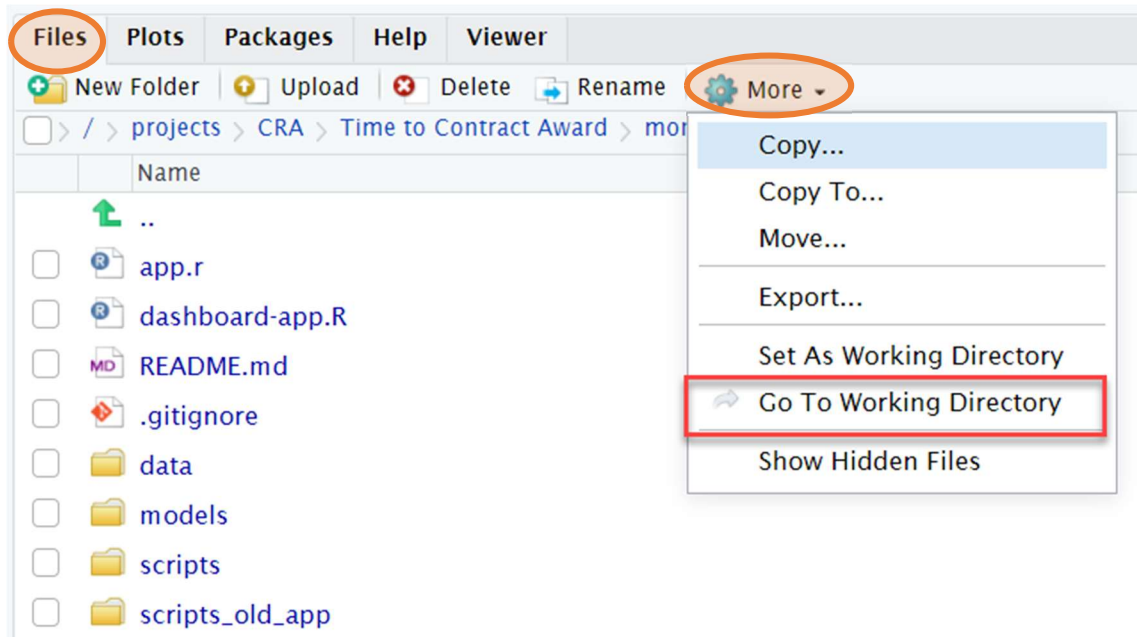 Files Plots Packages Help Viewer
New Folder Upload Delete Rename More
/ > projects > CRA > Time to Contract Award >
Name
..
app.r
dashboard-app.R
README.md
.gitignore
data
models
scripts
scripts_old_app
Copy...
Copy To...
Move...
Export...
Set As Working Directory
Go To Working Directory
Show Hidden Files
R
R
MD